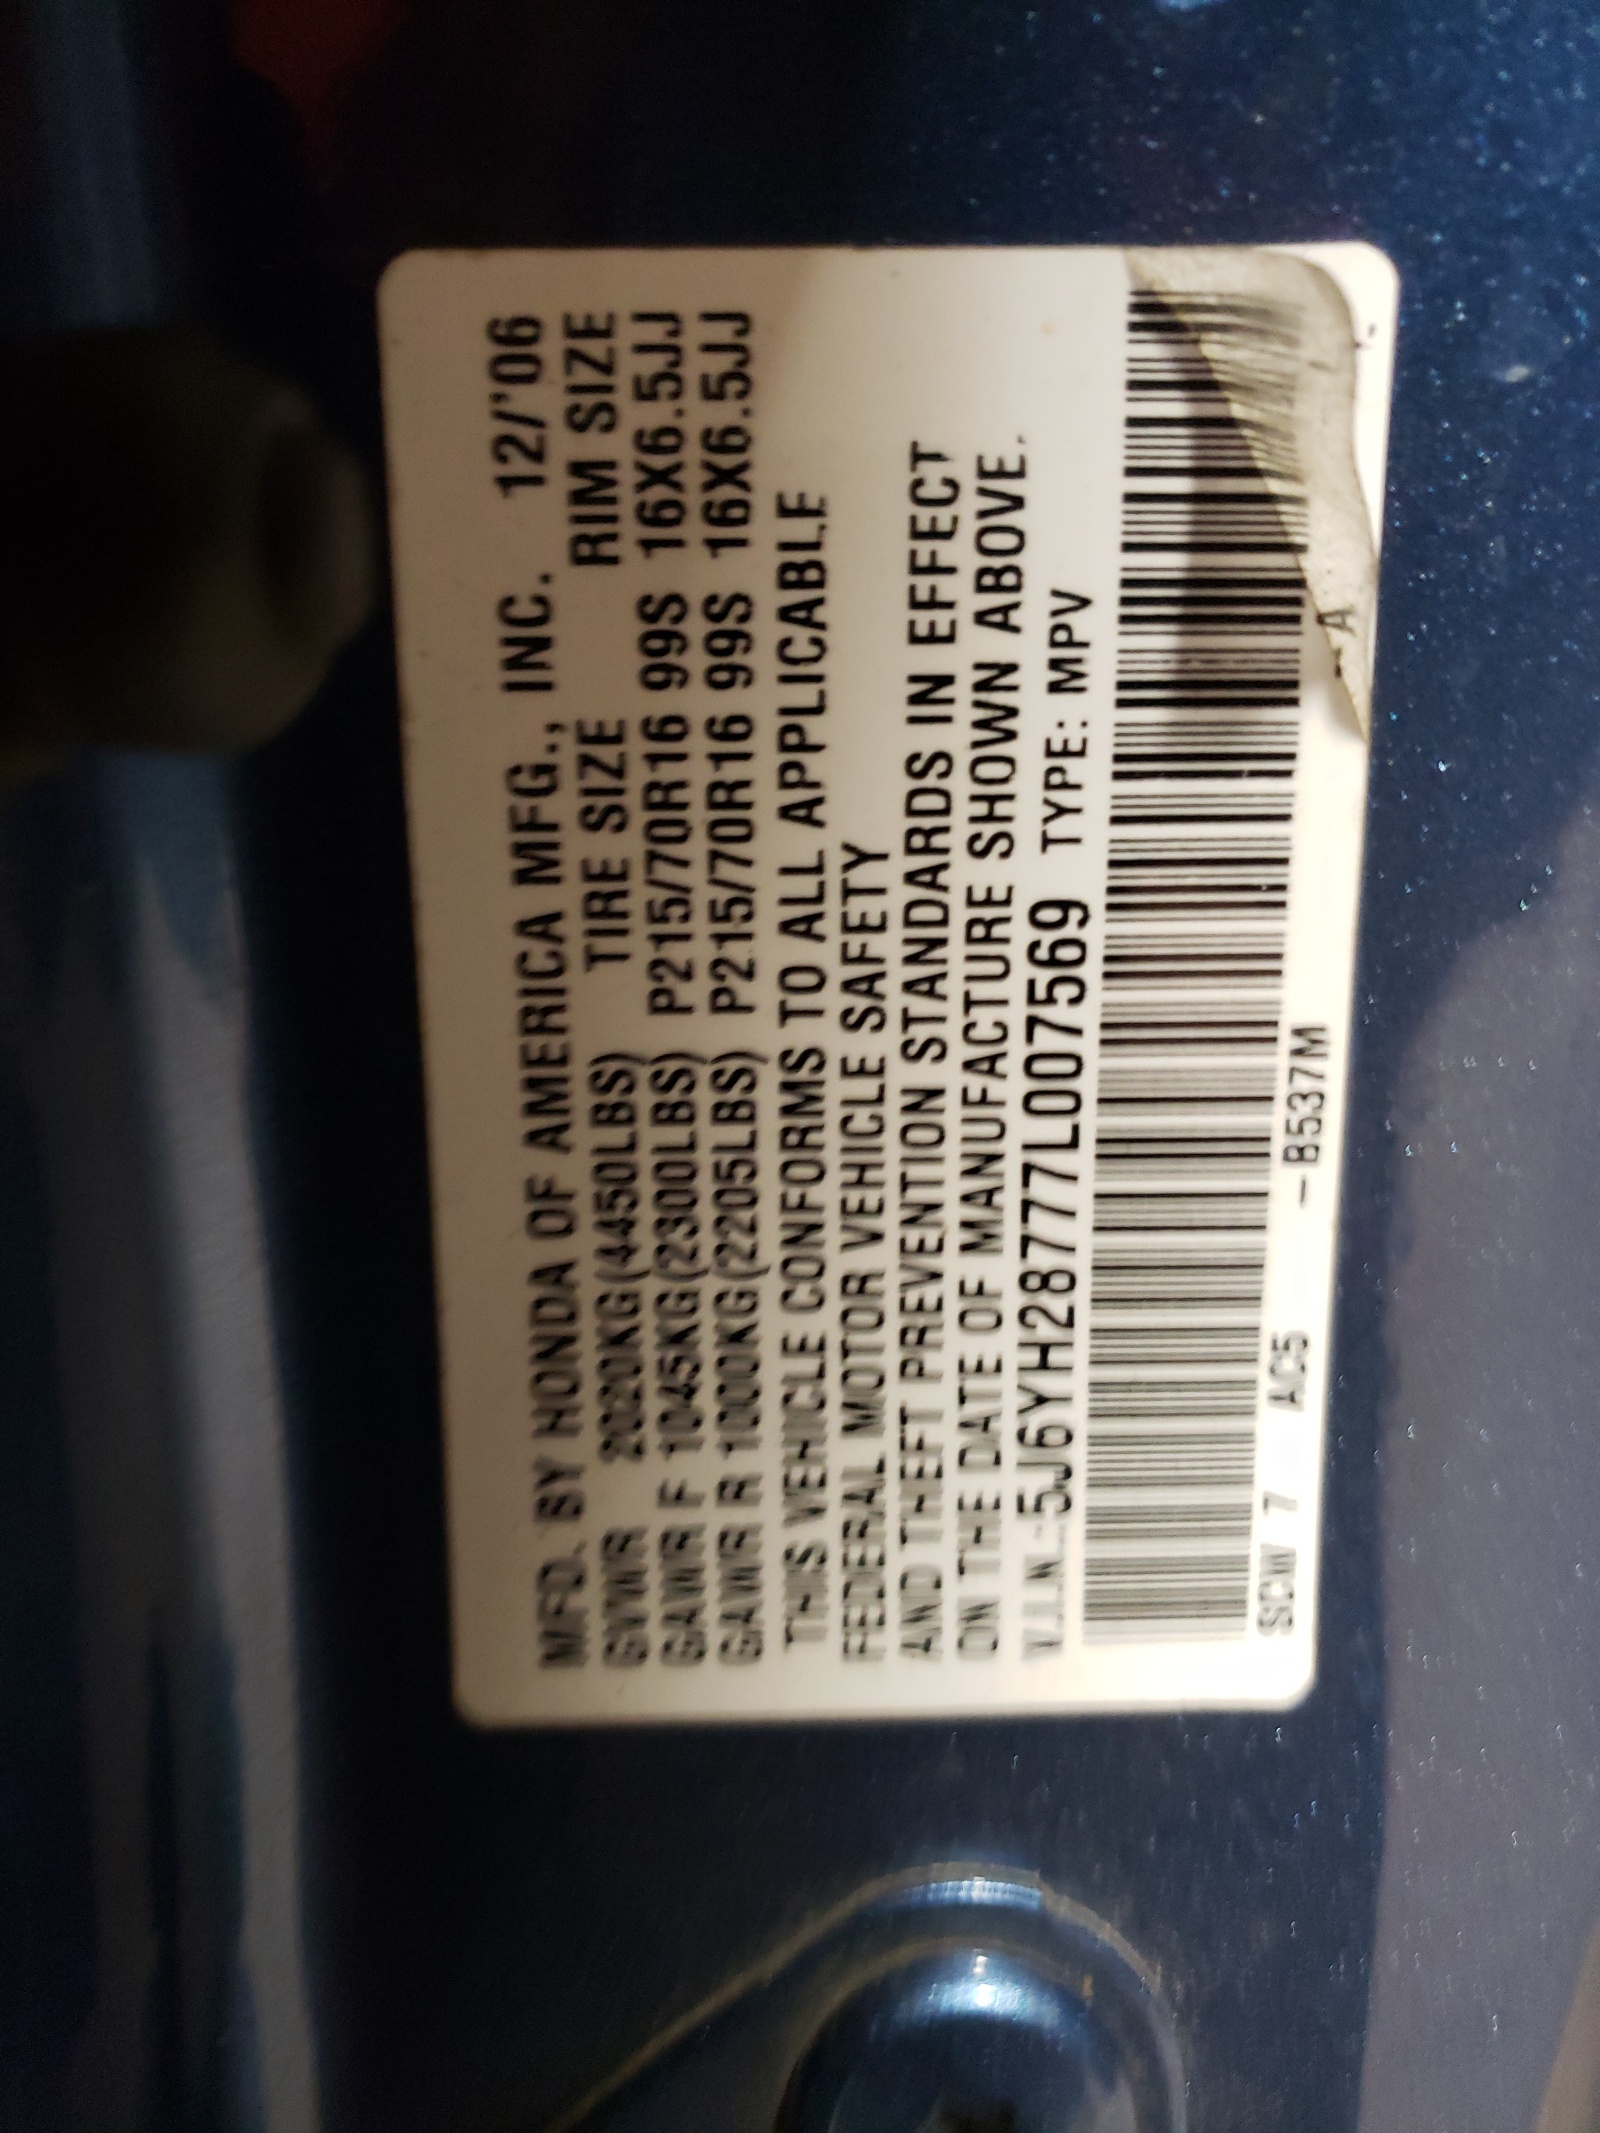 MFD. BY HONDA OF AMERICA MFG., INC. 12/'06
GVWR 2020KG(4450LBS) TIRE SIZE RIM SIZE
GAWR F 1045KG(2300LBS) P215/70R16 99S 16X6.5JJ
GAWR R 1000KG(2205LBS) P215/70R16 99S 16X6.5JJ
THIS VEHICLE CONFORMS TO ALL APPLICABLE
FEDERAL MOTOR VEHICLE SAFETY
AND THEFT PREVENTION STANDARDS IN EFFECT
ON THE DATE OF MANUFACTURE SHOWN ABOVE.
V.I.N.:5J6YH28777L007569 TYPE: MPV
SCW 7 AC5 -B537M A